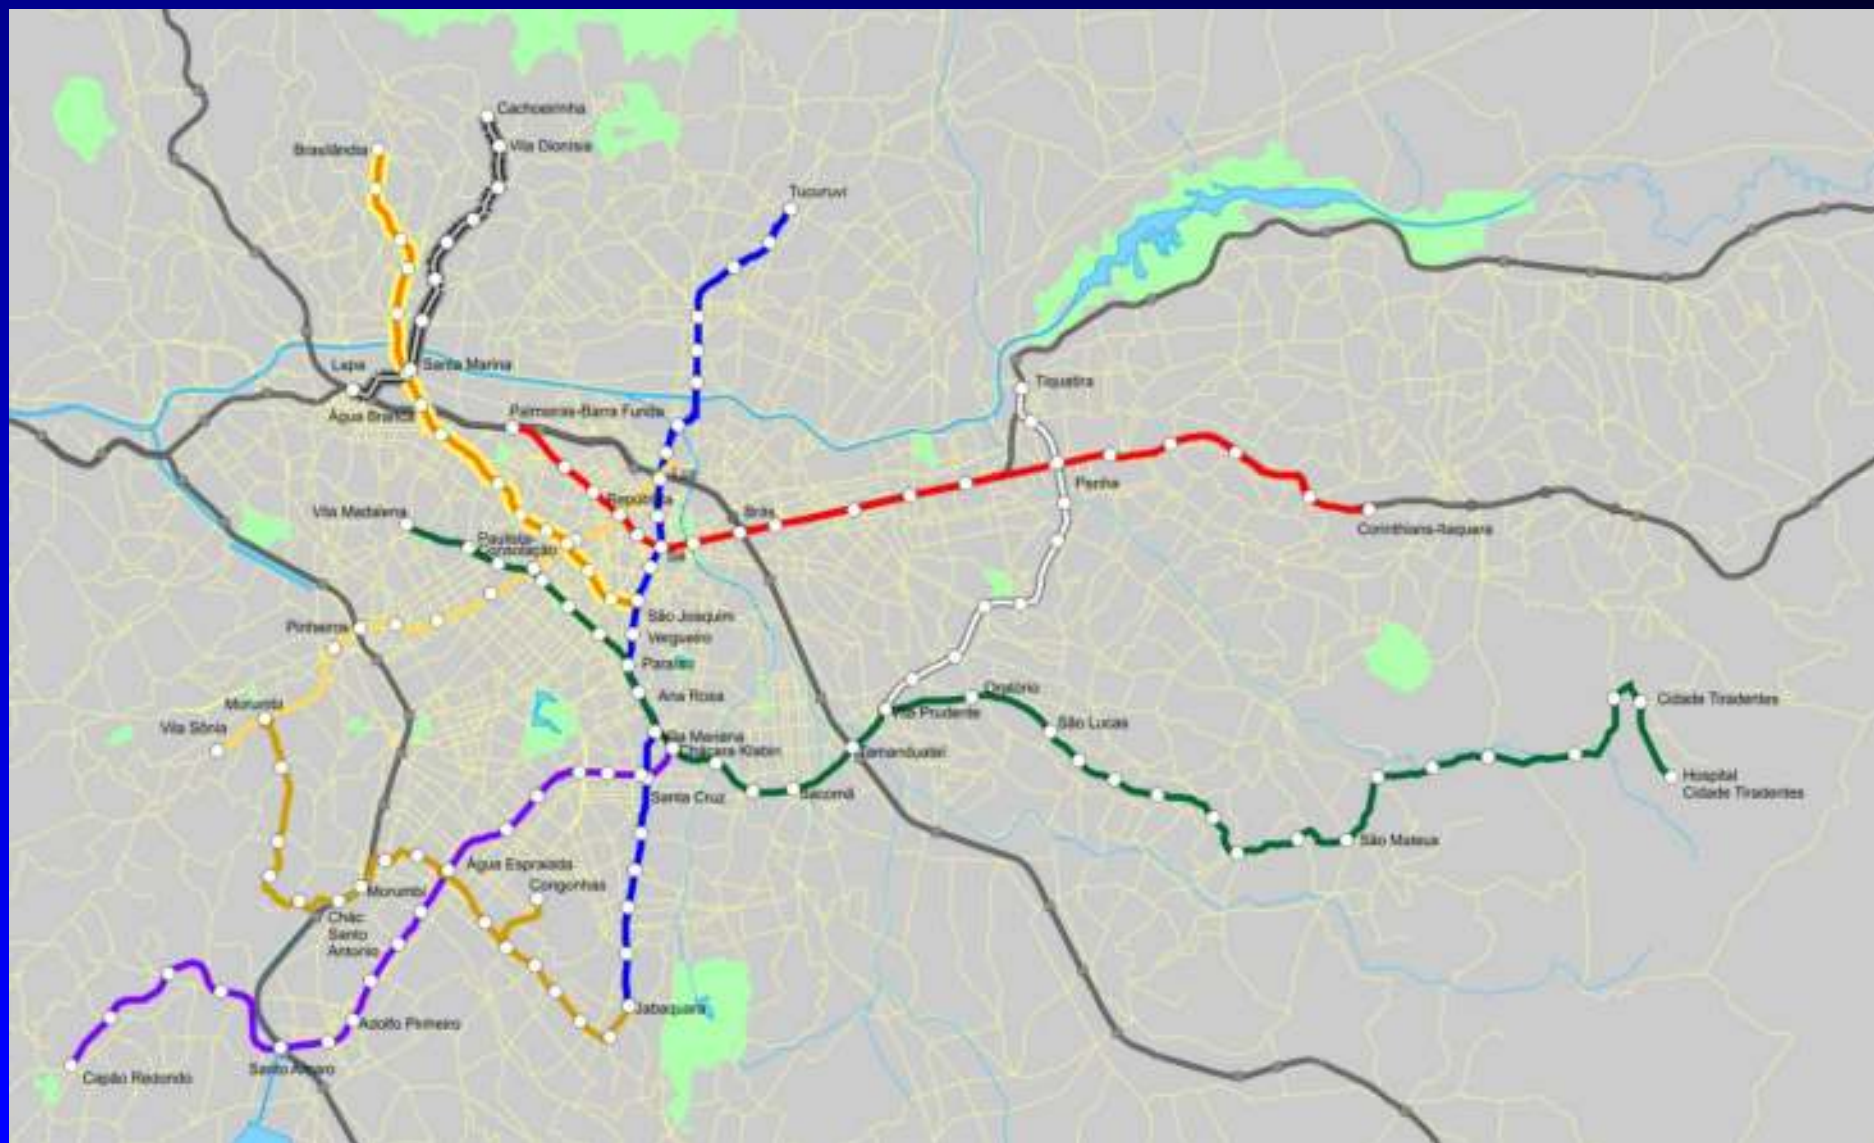 Cachoeirinha
Vila Dionisia
Brasilândia
Tucuruvi
Lapa
Santa Marina
Tiquatira
Água Branca
Palmeiras-Barra Funda
Penha
República
Luz
Vila Madalena
Brás
Corinthians-Itaquera
Paulista-
Consolação
São Joaquim
Pinheiros
Vergueiro
Paraíso
Ana Rosa
Oratório
Cidade Tiradentes
Morumbi
Vila Sônia
Vila Prudente
São Lucas
Vila Mariana
Chácara Klabin
Tamanduateí
Hospital
Cidade Tiradentes
Santa Cruz
Sacomã
São Mateus
Água Espraiada
Morumbi
Congonhas
Chác.
Santo
Antonio
Jabaquara
Adolfo Pinheiro
Santo Amaro
Capão Redondo